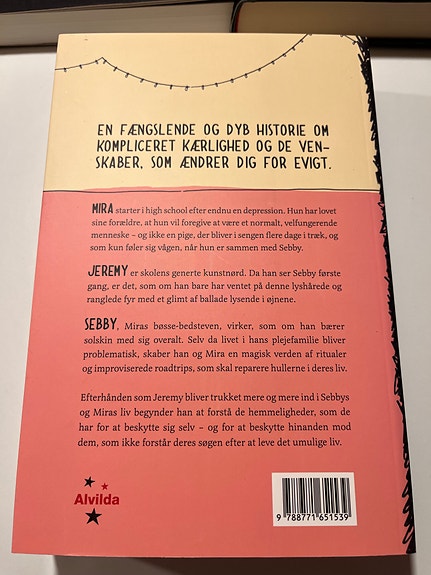 EN FÆNGSLENDE OG DYB HISTORIE OM
KOMPLICERET KÆRLIGHED OG DE VEN-
SKABER, SOM ÆNDRER DIG FOR EVIGT.
MIRA starter i high school efter endnu en depression. Hun har lovet
sine forældre, at hun vil foregive at være et normalt, velfungerende
menneske – og ikke en pige, der bliver i sengen flere dage i træk, og
som kun føler sig vågen, når hun er sammen med Sebby.
JEREMY er skolens generte kunstnørd. Da han ser Sebby første
gang, er det, som om han bare har ventet på denne lyshårede og
ranglede fyr med et glimt af ballade lysende i øjnene.
SEBBY, Miras bøsse-bedsteven, virker, som om han bærer
solskin med sig overalt. Selv da livet i hans plejefamilie bliver
problematisk, skaber han og Mira en magisk verden af ritualer
og improviserede roadtrips, som skal reparere hullerne i deres liv.
Efterhånden som Jeremy bliver trukket mere og mere ind i Sebbys
og Miras liv begynder han at forstå de hemmeligheder, som de
har for at beskytte sig selv – og for at beskytte hinanden mod
dem, som ikke forstår deres søgen efter at leve det umulige liv.
Alvilda
9 788771 651539